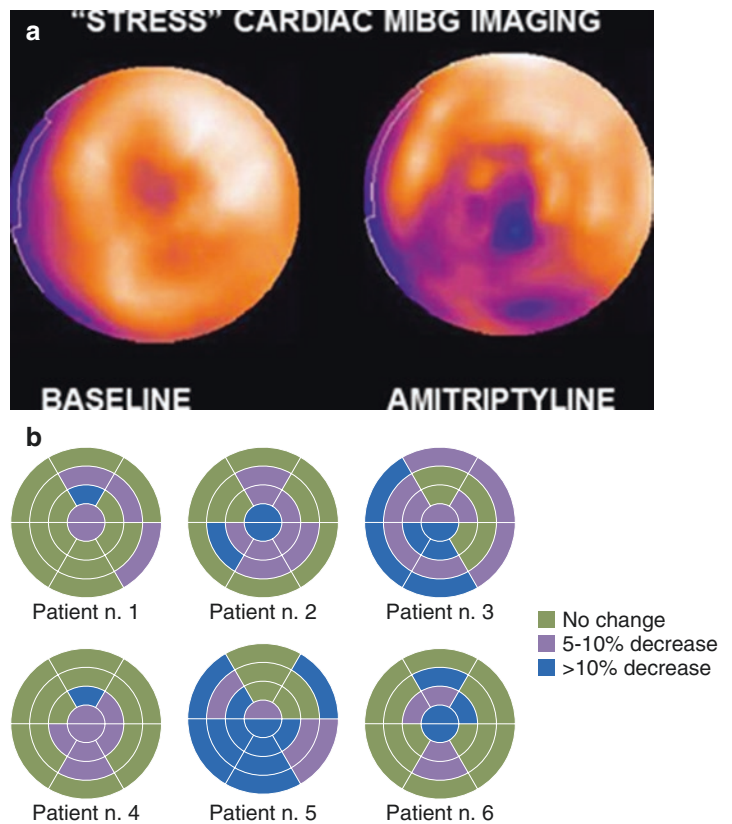 "STRESS" CARDIAC MIBG IMAGING
a
BASELINE
AMITRIPTYLINE
b
Patient n. 1
Patient n. 2
Patient n. 3
No change
5-10% decrease
>10% decrease
Patient n. 4
Patient n. 5
Patient n. 6